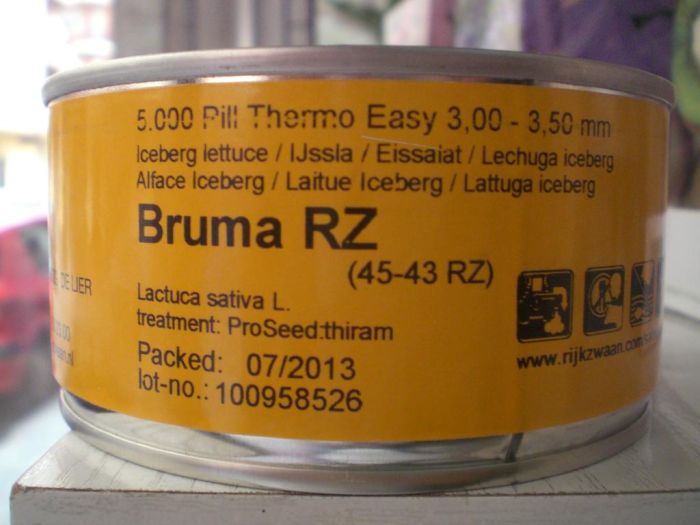 5.000 Pill Thermo Easy 3,00 - 3,50 mm
Iceberg lettuce / IJssla / Eissalat / Lechuga iceberg
Alface Iceberg / Laitue Iceberg / Lattuga iceberg
Bruma RZ
(45-43 RZ)
DE LIER
Lactuca sativa L.
treatment: ProSeed:thiram
www.rijkzwaan.com/
Packed: 07/2013
lot-no.: 100958526